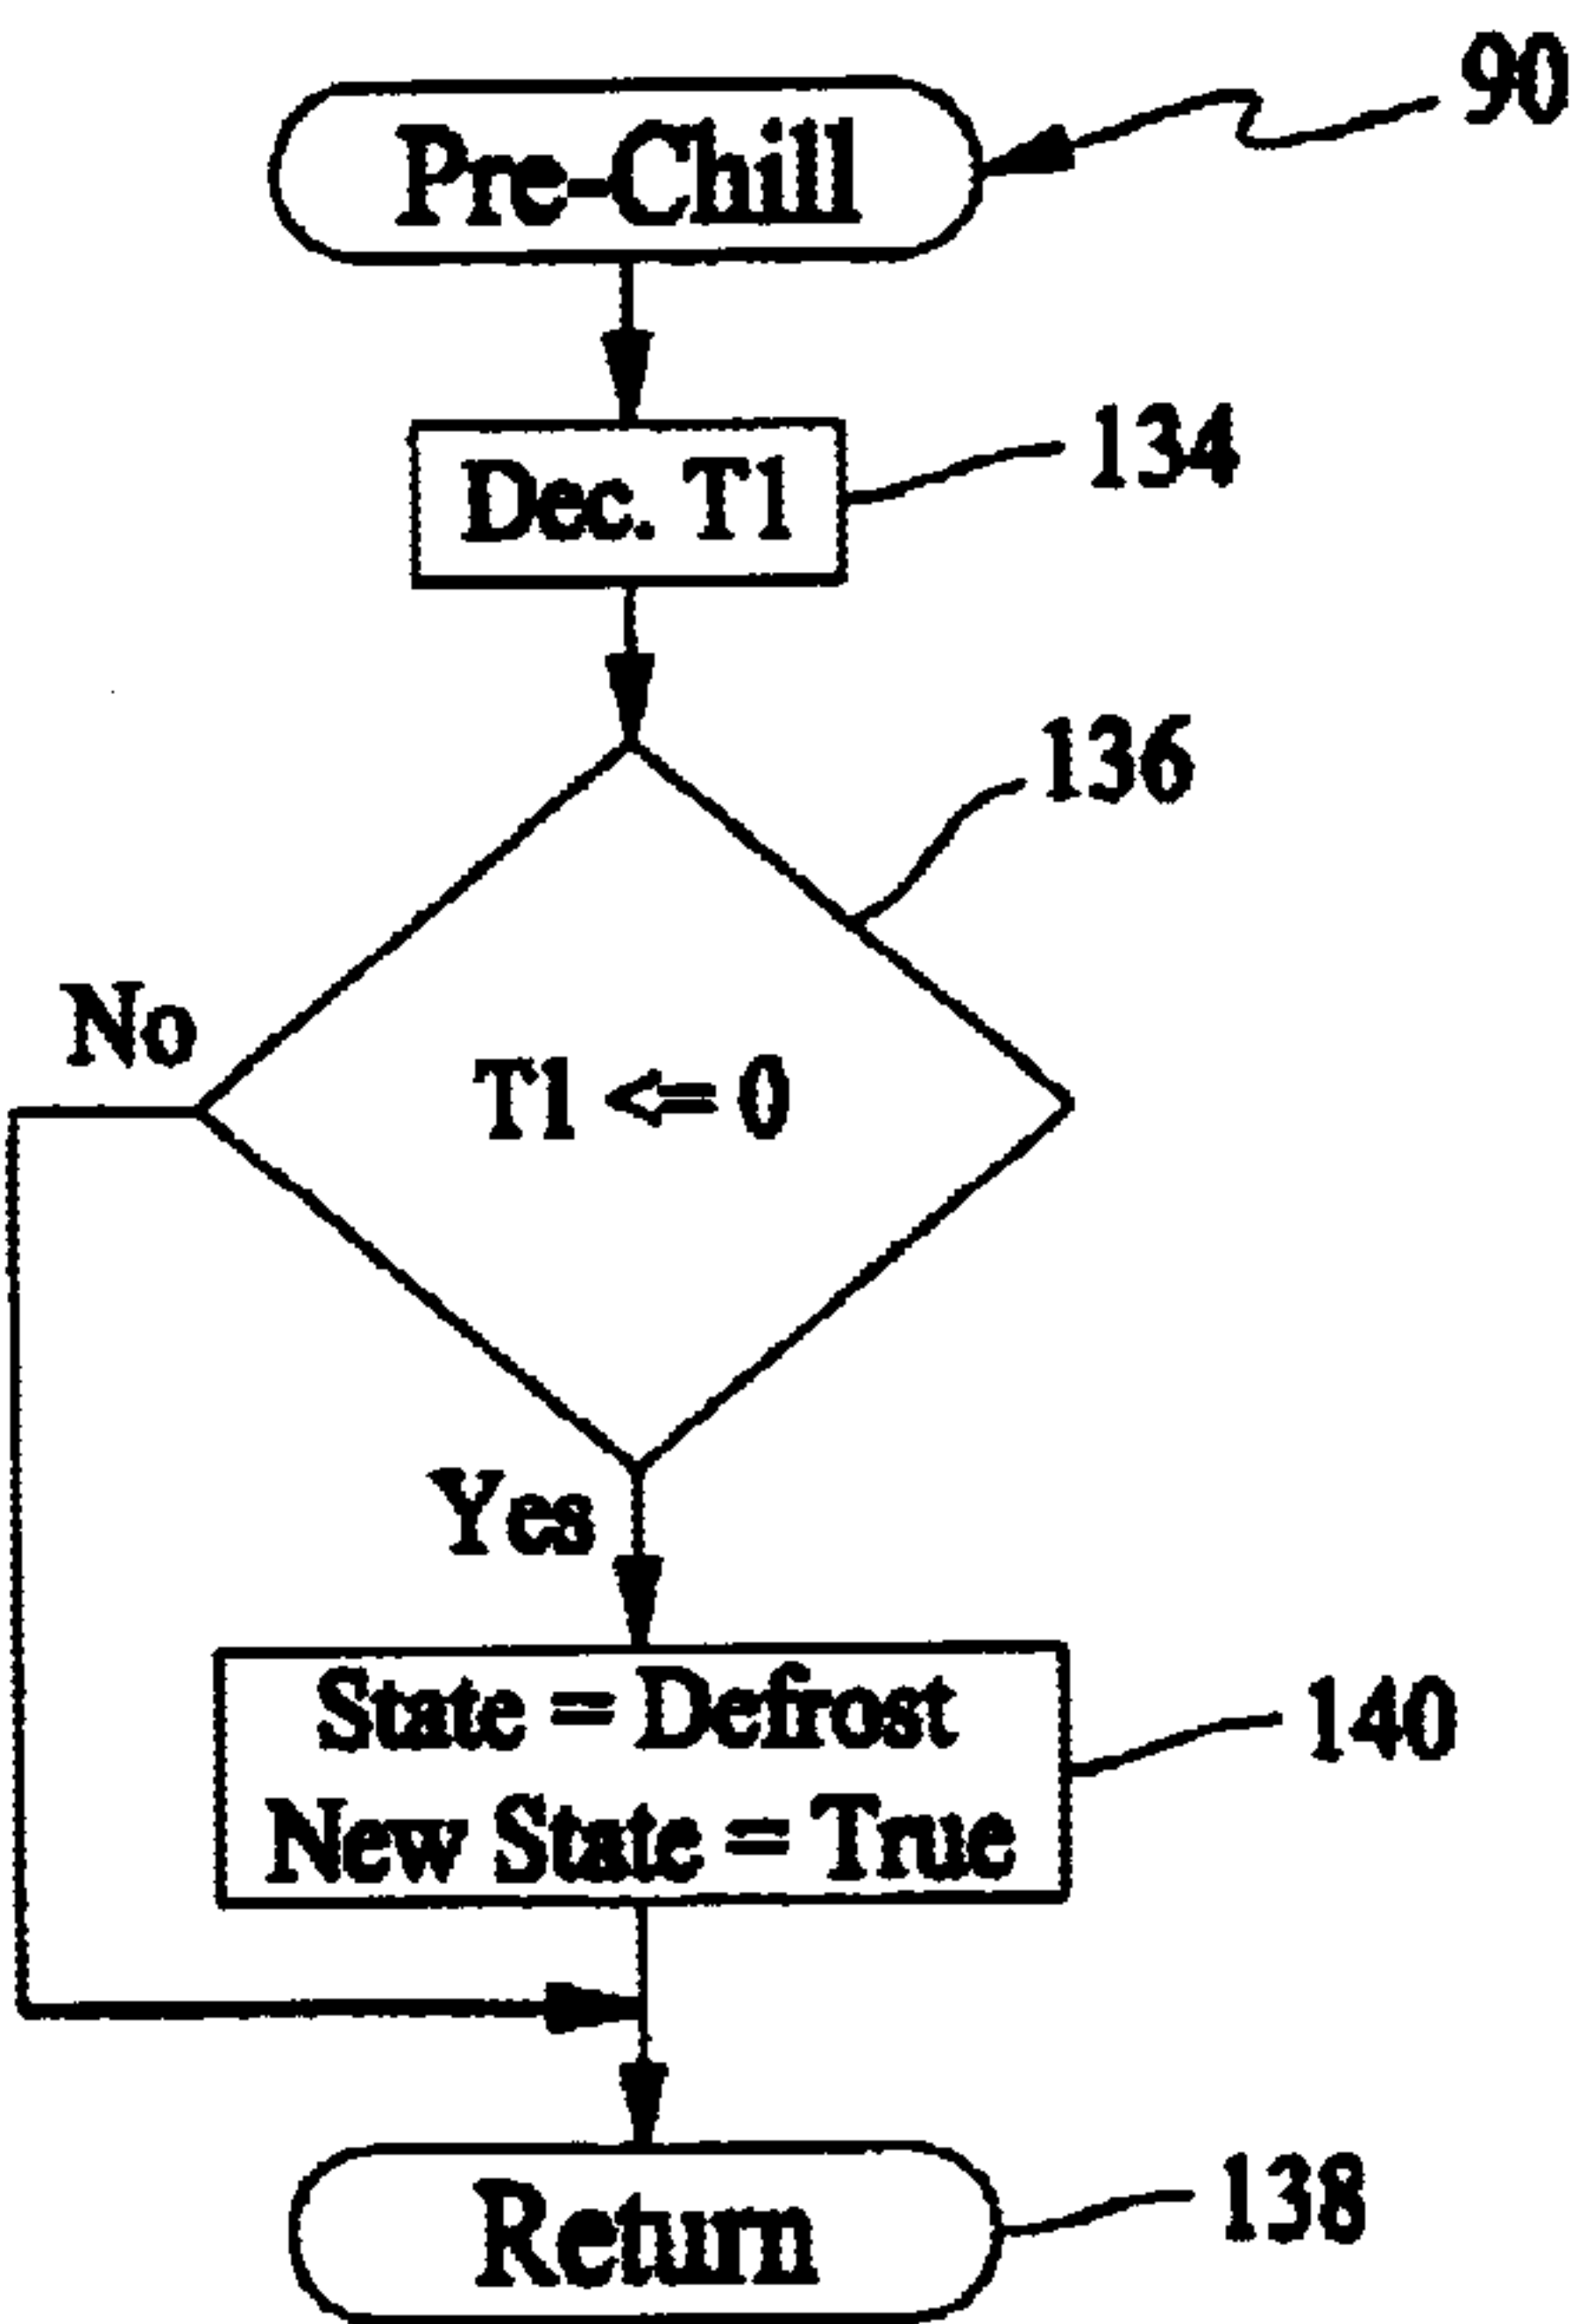 90
Pre-Chill
Dec. T1
134
136
No
T1 <= 0
Yes
State = Defrost
New State = True
140
Return
138